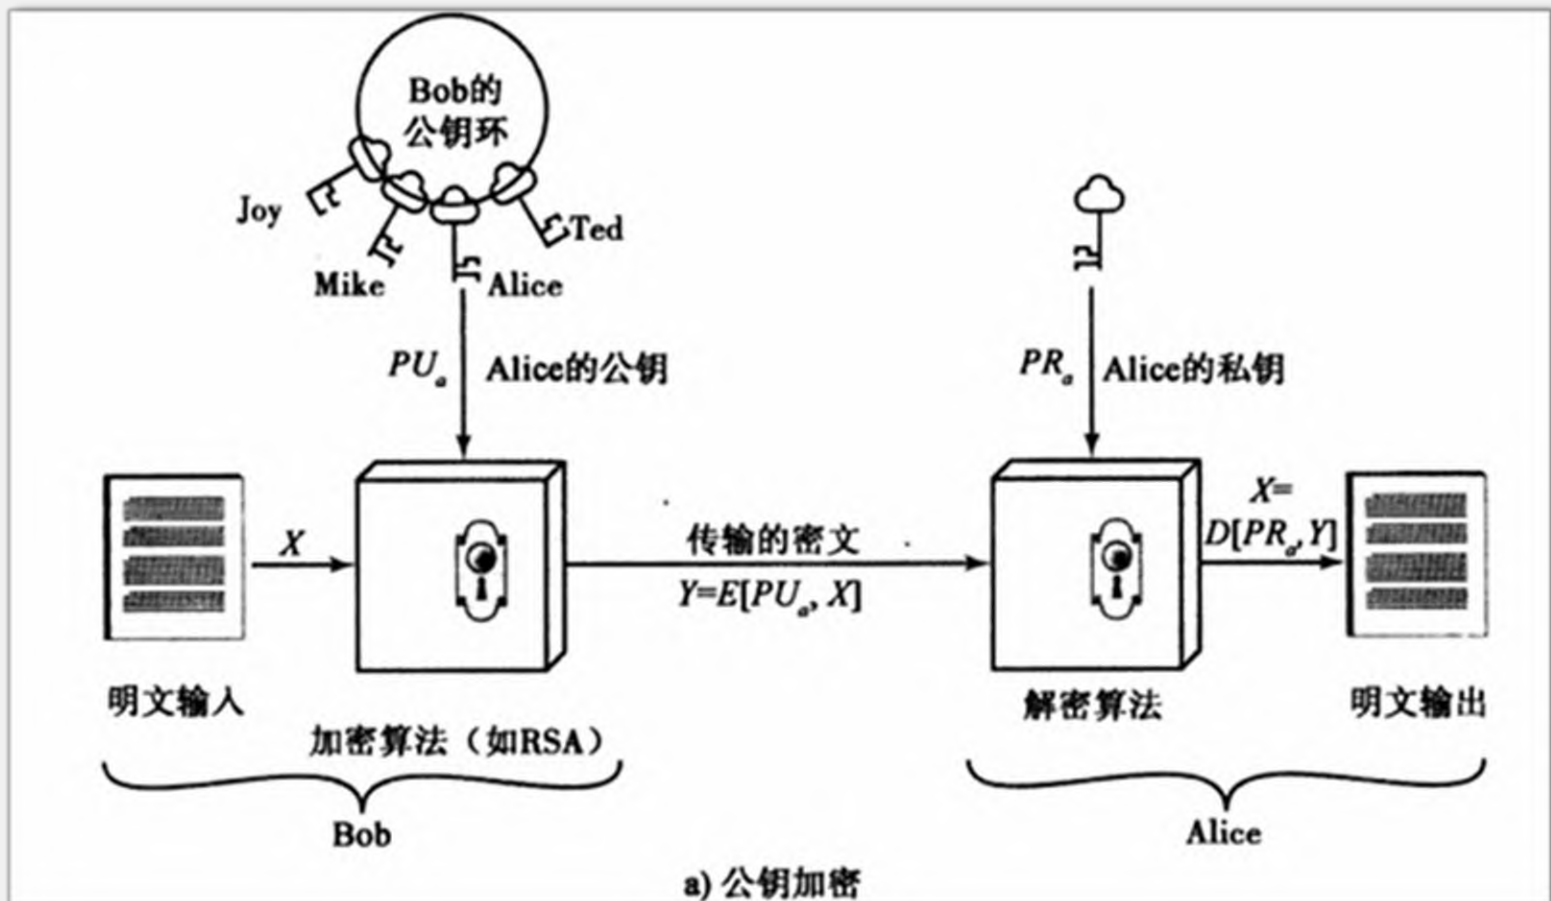 Bob的
公钥环
Joy
Mike
Alice
Ted
PUa
Alice的公钥
PRa
Alice的私钥
X
传输的密文
Y=E[PUa, X]
X=
D[PRa,Y]
明文输入
加密算法（如RSA）
解密算法
明文输出
Bob
Alice
a) 公钥加密